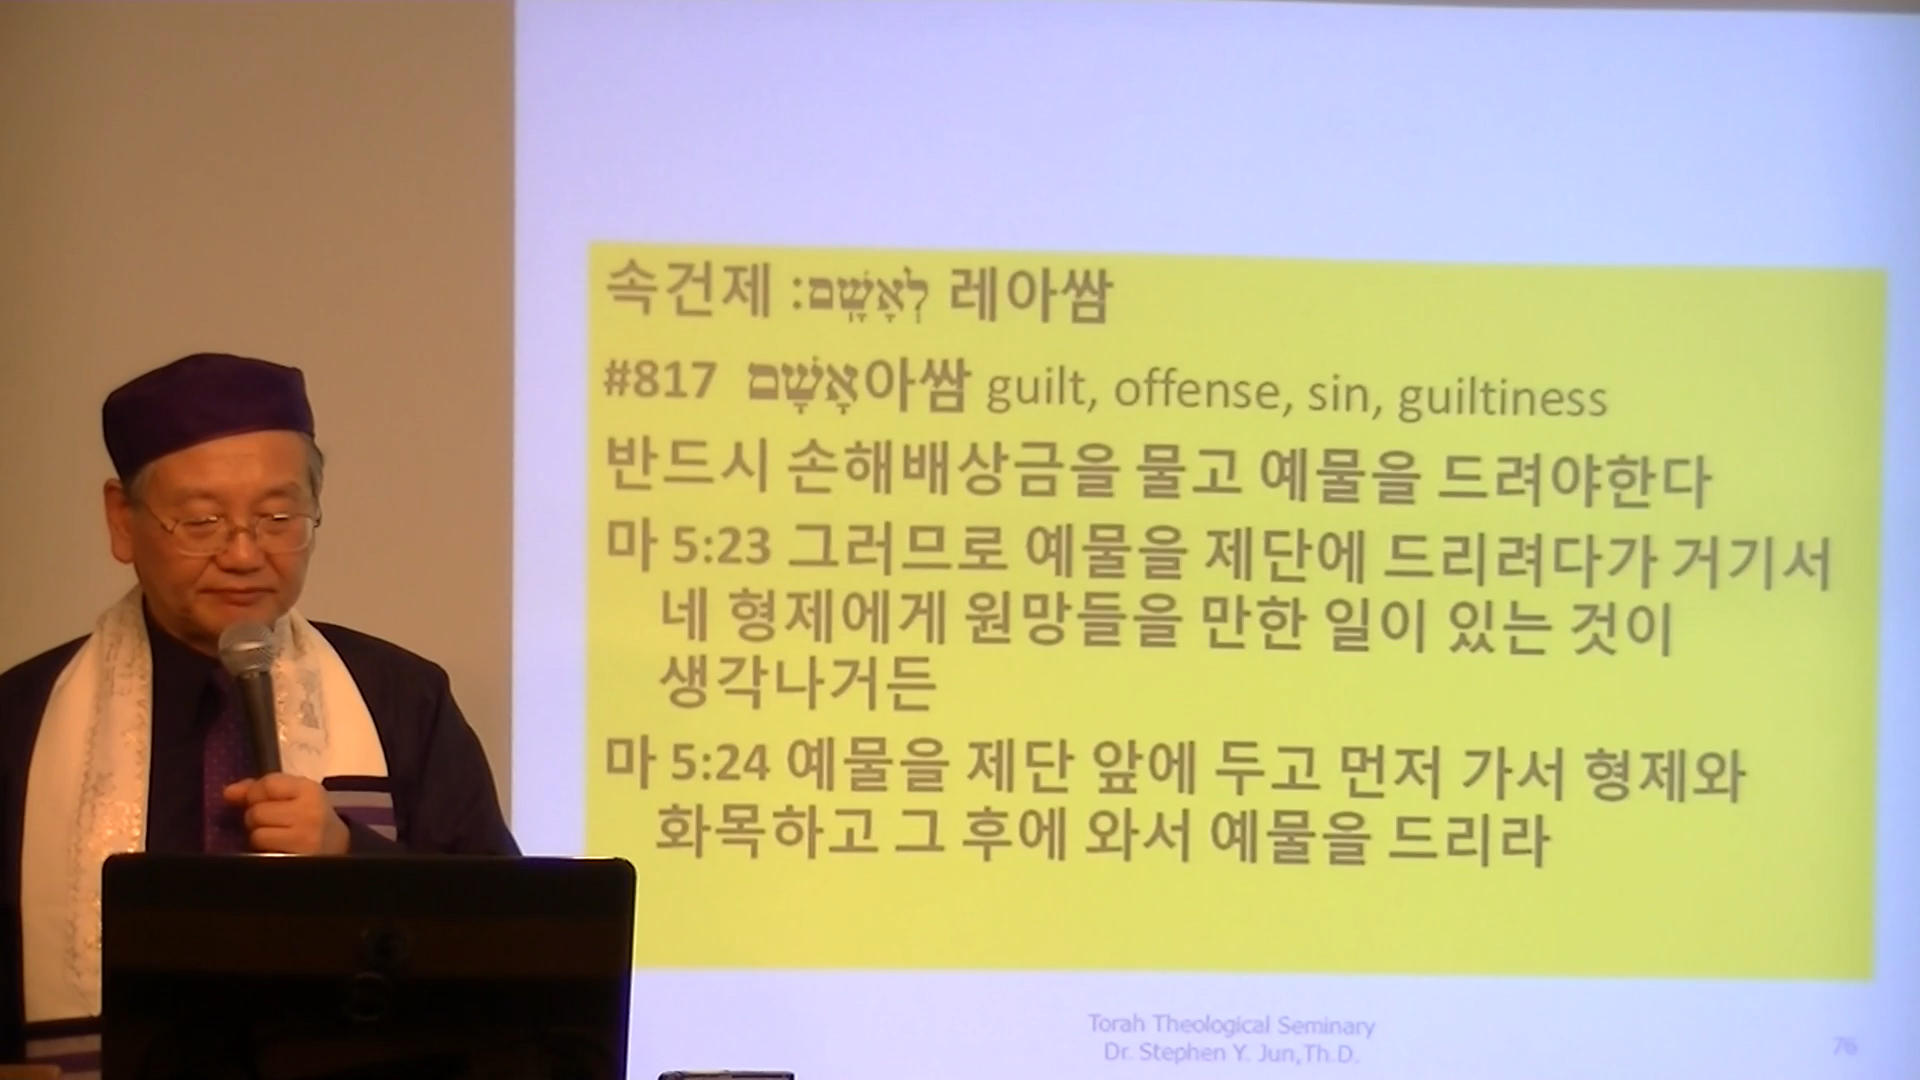 속건제 :לְאָשָֽׁם 레아쌈
#817 אָשָׁם아쌈 guilt, offense, sin, guiltiness
반드시 손해배상금을 물고 예물을 드려야한다
마 5:23 그러므로 예물을 제단에 드리려다가 거기서
네 형제에게 원망들을 만한 일이 있는 것이
생각나거든
마 5:24 예물을 제단 앞에 두고 먼저 가서 형제와
화목하고 그 후에 와서 예물을 드리라
Torah Theological Seminary
Dr. Stephen Y. Jun,Th.D.
76